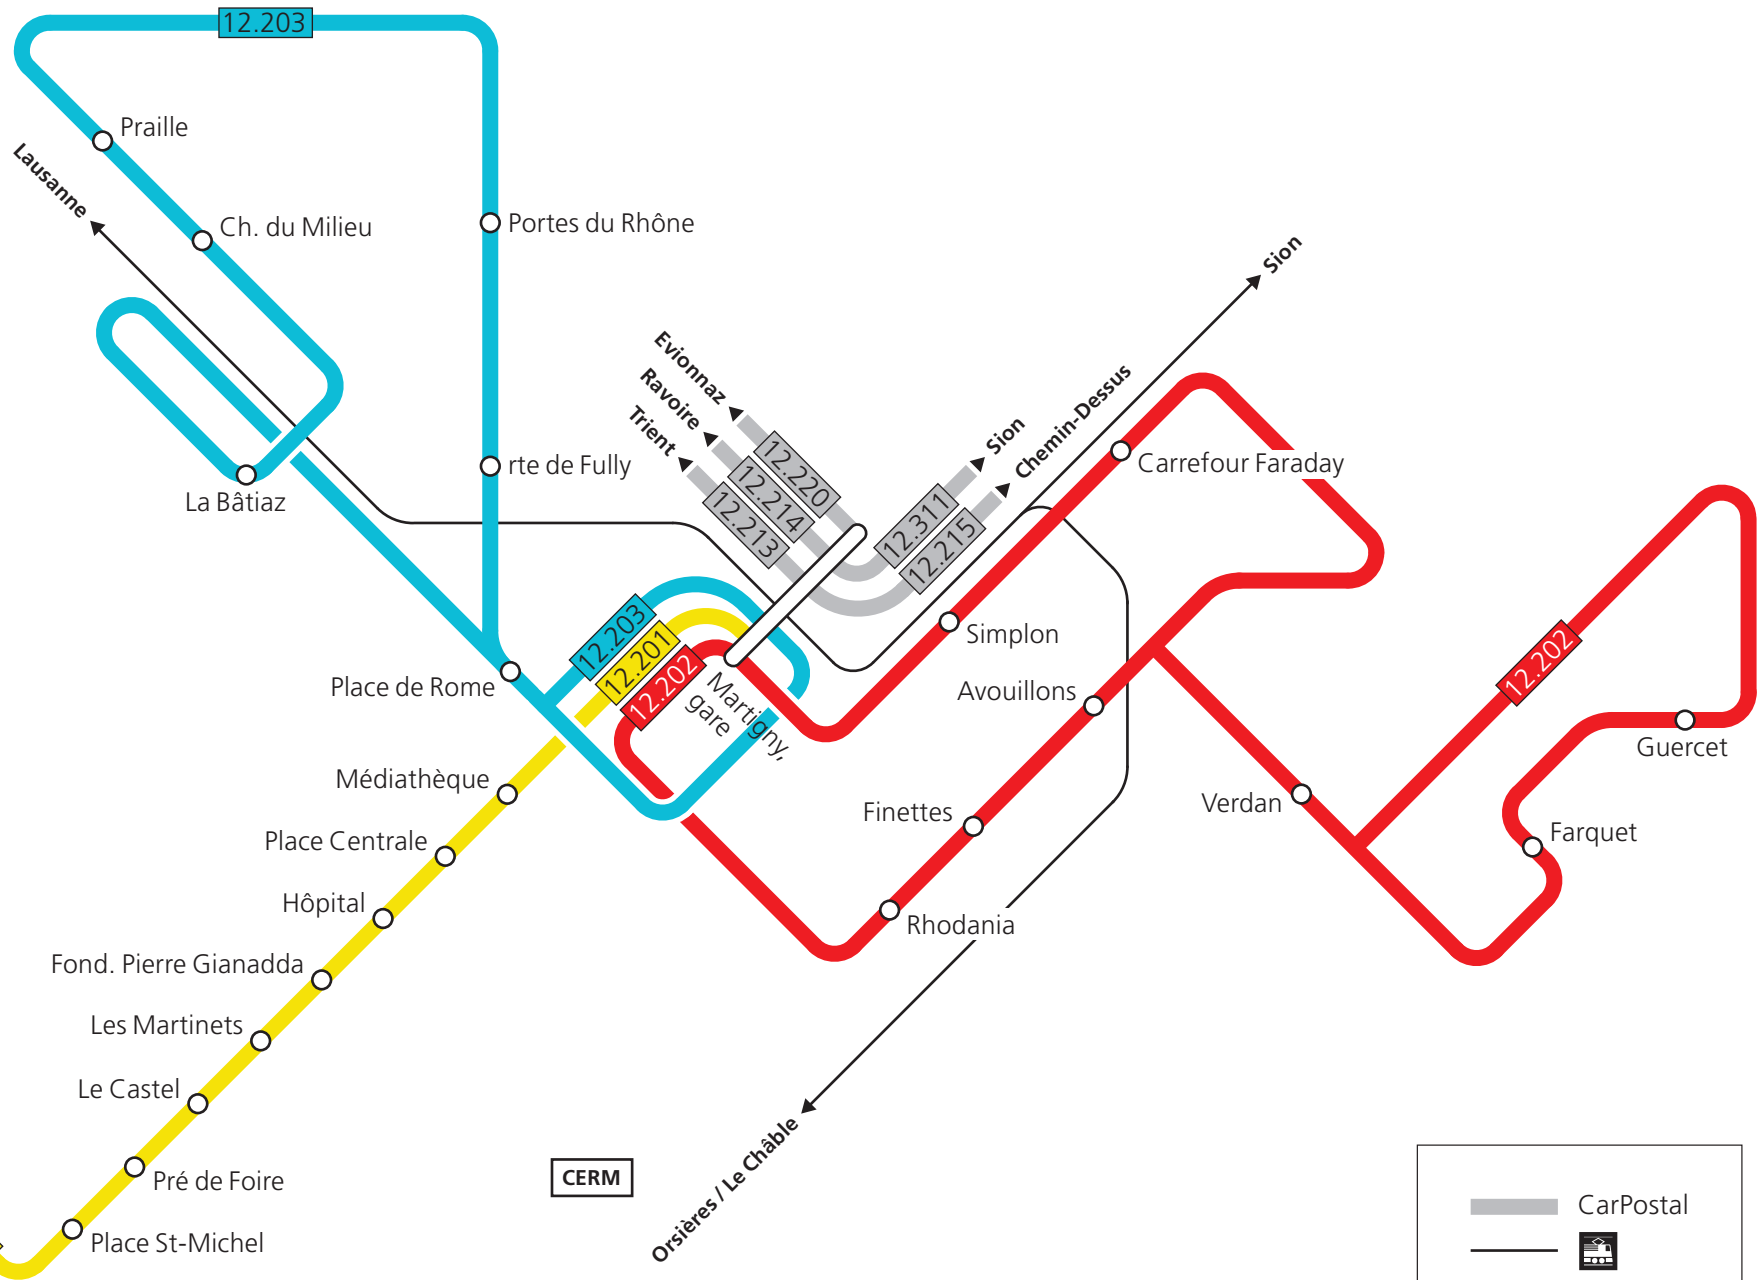 12.203
Praille
Lausanne
Ch. du Milieu
Portes du Rhône
Sion
Evionnaz
Ravoire
Trient
Sion
Chemin-Dessus
12.220
12.214
12.213
12.311
12.215
Carrefour Faraday
rte de Fully
La Bâtiaz
12.203
12.201
12.202
Martigny,
gare
Simplon
Avouillons
12.202
Place de Rome
Guercet
Médiathèque
Finettes
Verdan
Farquet
Place Centrale
Hôpital
Rhodania
Fond. Pierre Gianadda
Les Martinets
Le Castel
Pré de Foire
Place St-Michel
CERM
Orsières / Le Châble
CarPostal